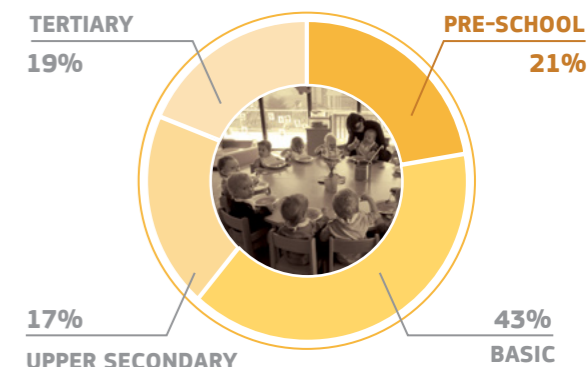 TERTIARY
19%
PRE-SCHOOL
21%
17%
UPPER SECONDARY
43%
BASIC